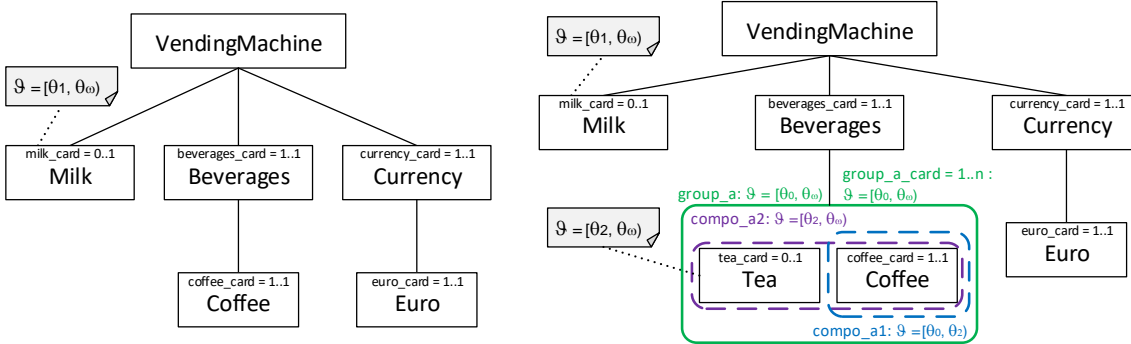 VendingMachine
ϑ = [θ1, θω)
milk_card = 0..1
Milk
beverages_card = 1..1
Beverages
currency_card = 1..1
Currency
coffee_card = 1..1
Coffee
euro_card = 1..1
Euro
VendingMachine
ϑ = [θ1, θω)
milk_card = 0..1
Milk
beverages_card = 1..1
Beverages
currency_card = 1..1
Currency
group_a_card = 1..n :
ϑ = [θ0, θω)
group_a: ϑ = [θ0, θω)
compo_a2: ϑ = [θ2, θω)
ϑ = [θ2, θω)
tea_card = 0..1
Tea
coffee_card = 1..1
Coffee
compo_a1: ϑ = [θ0, θ2)
euro_card = 1..1
Euro